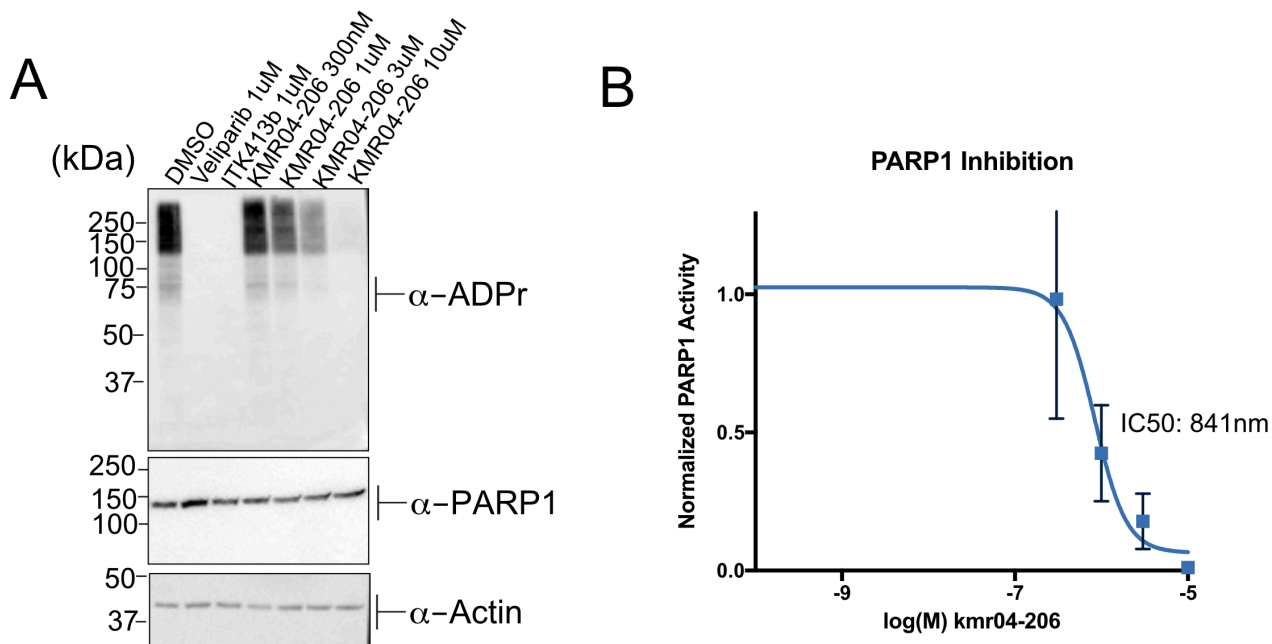 A
(kDa)
DMSO
Veliparib 1uM
ITK413b 1uM
KMR04-206 300nM
KMR04-206 1uM
KMR04-206 3uM
KMR04-206 10uM
250
150
100
75
50
37
α-ADPr
250
150
100
α-PARP1
50
37
α-Actin
B
PARP1 Inhibition
Normalized PARP1 Activity
1.0
0.5
0.0
IC50: 841nm
-9
-7
-5
log(M) kmr04-206